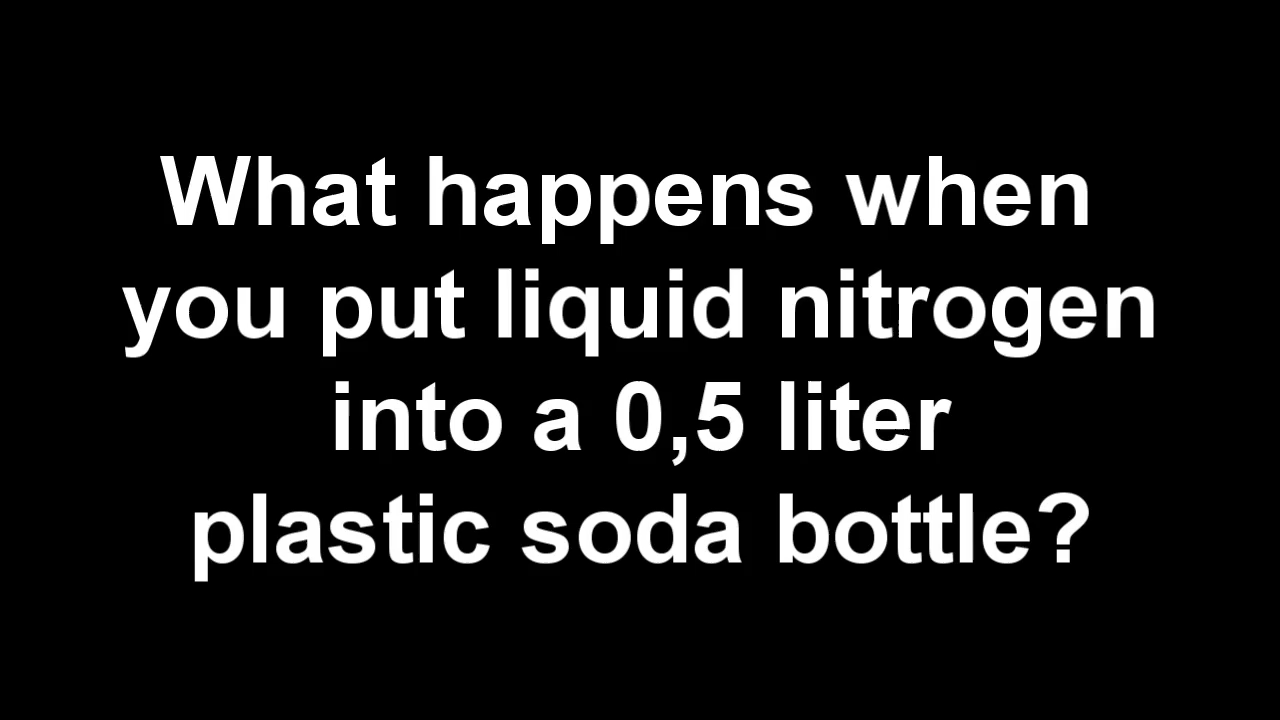 What happens when
you put liquid nitrogen
into a 0,5 liter
plastic soda bottle?